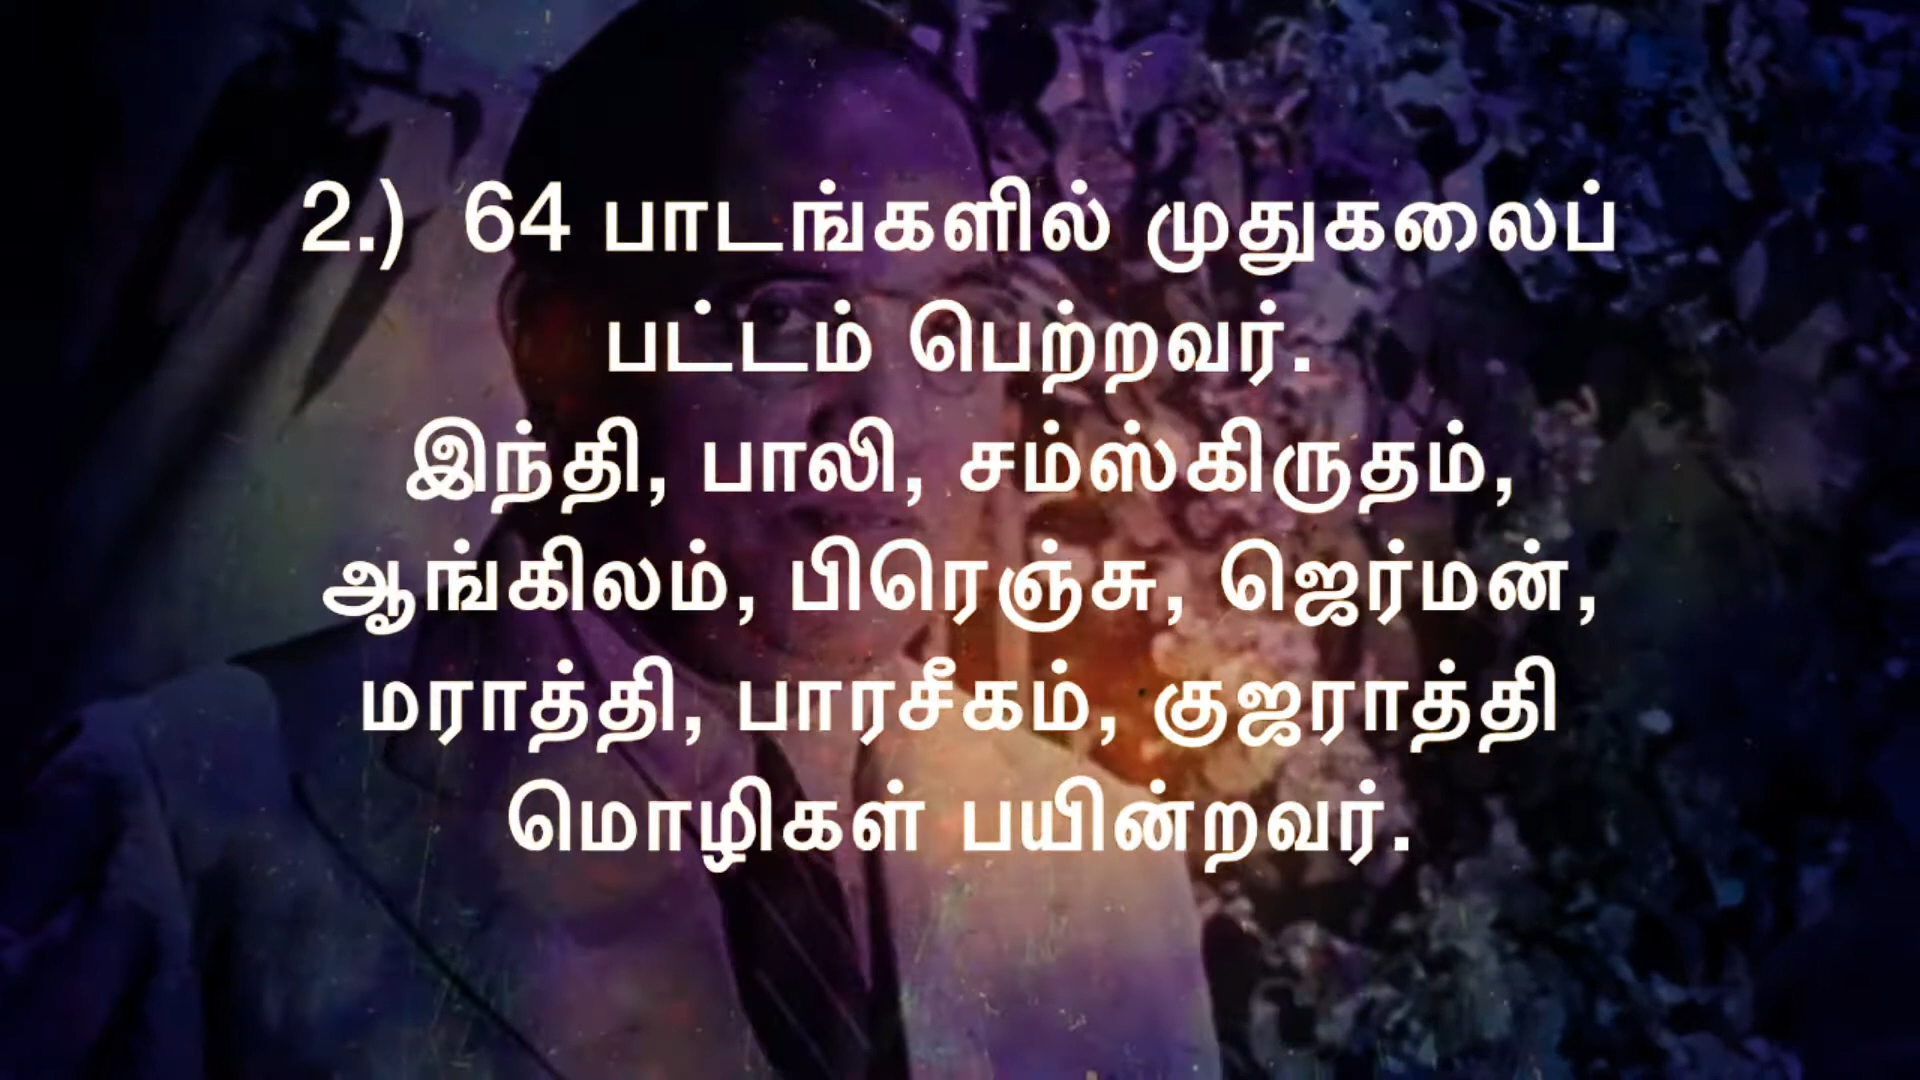 2.) 64 பாடங்களில் முதுகலைப்
பட்டம் பெற்றவர்.
இந்தி, பாலி, சம்ஸ்கிருதம்,
ஆங்கிலம், பிரெஞ்சு, ஜெர்மன்,
மராத்தி, பாரசீகம், குஜராத்தி
மொழிகள் பயின்றவர்.